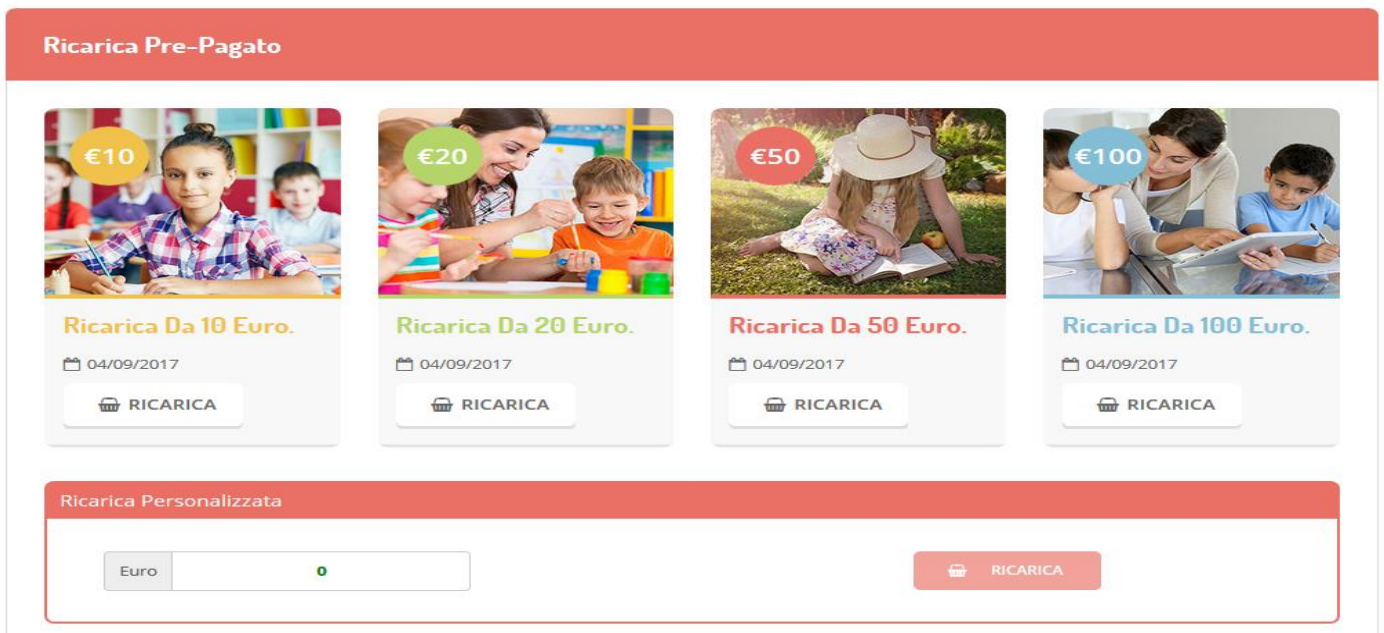 Ricarica Pre-Pagato
€10
€20
€50
€100
Ricarica Da 10 Euro.
Ricarica Da 20 Euro.
Ricarica Da 50 Euro.
Ricarica Da 100 Euro.
04/09/2017
04/09/2017
04/09/2017
04/09/2017
RICARICA
RICARICA
RICARICA
RICARICA
Ricarica Personalizzata
Euro
0
RICARICA